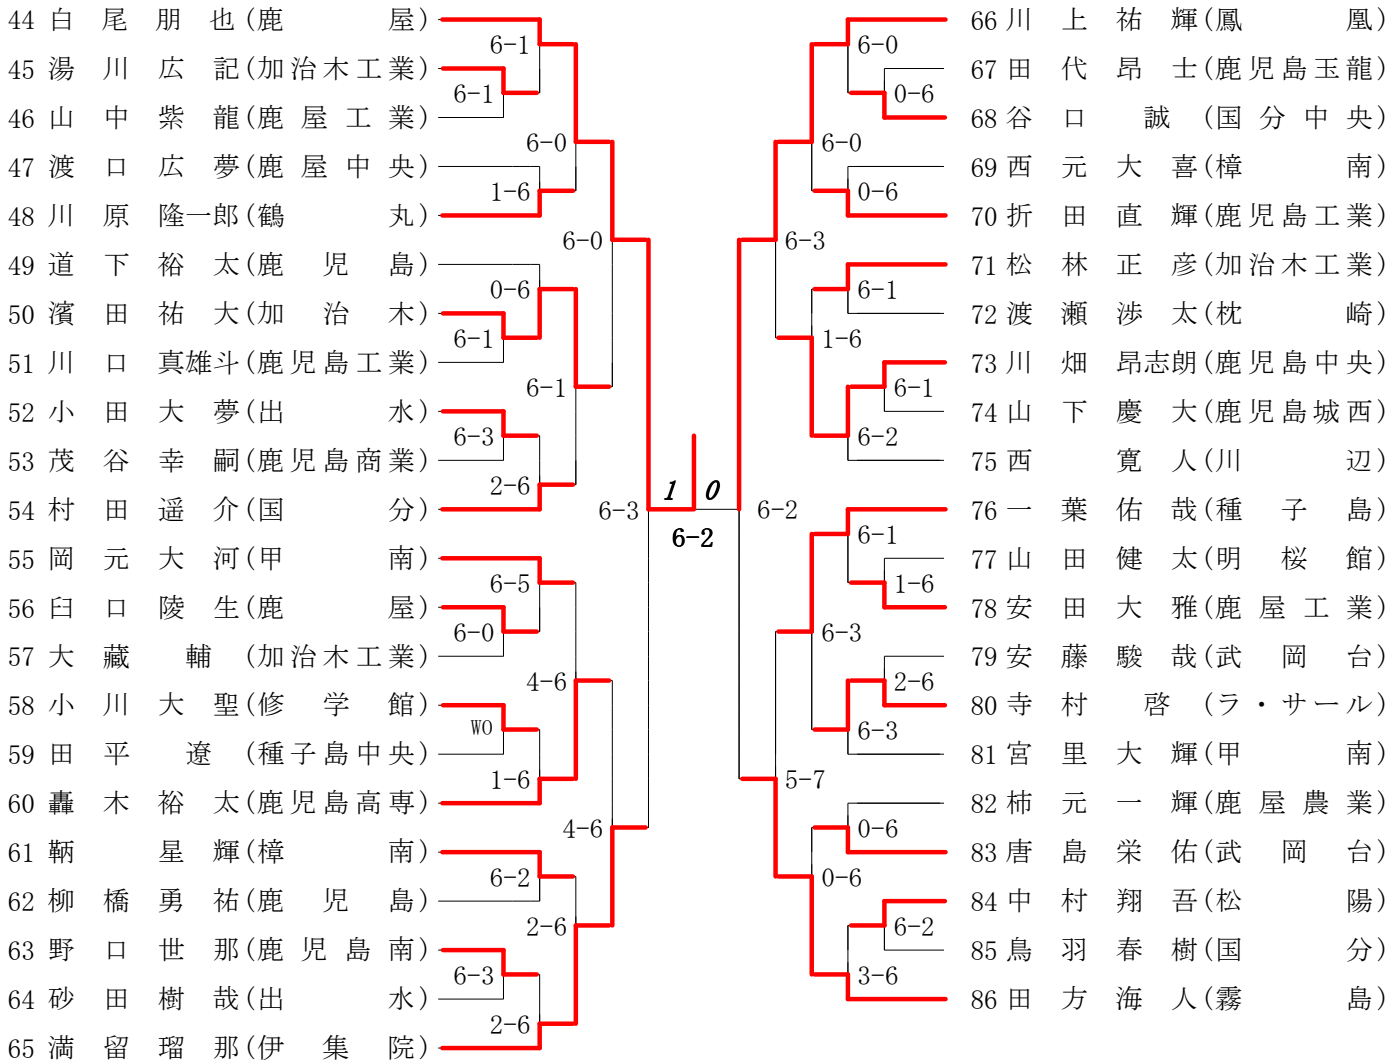 44 白尾朋也(鹿屋)
45 湯川広記(加治木工業)
46 山中紫龍(鹿屋工業)
47 渡口広夢(鹿屋中央)
48 川原隆一郎(鶴丸)
49 道下裕太(鹿児島)
50 濱田祐大(加治木)
51 川口真雄斗(鹿児島工業)
52 小田大夢(出水)
53 茂谷幸嗣(鹿児島商業)
54 村田遥介(国分)
55 岡元大河(甲南)
56 臼口陵生(鹿屋)
57 大藏輔(加治木工業)
58 小川大聖(修学館)
59 田平遼(種子島中央)
60 轟木裕太(鹿児島高専)
61 鞆星輝(樟南)
62 柳橋勇祐(鹿児島)
63 野口世那(鹿児島南)
64 砂田樹哉(出水)
65 満留瑠那(伊集院)
6-1
6-1
6-0
1-6
6-0
0-6
6-1
6-1
6-3
2-6
6-3
6-5
6-0
4-6
WO
1-6
4-6
6-2
2-6
6-3
2-6
1 0
6-2
66 川上祐輝(鳳凰)
67 田代昂士(鹿児島玉龍)
68 谷口誠(国分中央)
69 西元大喜(樟南)
70 折田直輝(鹿児島工業)
71 松林正彦(加治木工業)
72 渡瀬渉太(枕崎)
73 川畑昂志朗(鹿児島中央)
74 山下慶大(鹿児島城西)
75 西寛人(川辺)
76 一葉佑哉(種子島)
77 山田健太(明桜館)
78 安田大雅(鹿屋工業)
79 安藤駿哉(武岡台)
80 寺村啓(ラ・サール)
81 宮里大輝(甲南)
82 柿元一輝(鹿屋農業)
83 唐島栄佑(武岡台)
84 中村翔吾(松陽)
85 鳥羽春樹(国分)
86 田方海人(霧島)
6-0
0-6
6-0
0-6
6-3
6-1
1-6
6-1
6-2
6-2
6-1
1-6
6-3
2-6
6-3
5-7
0-6
0-6
6-2
3-6